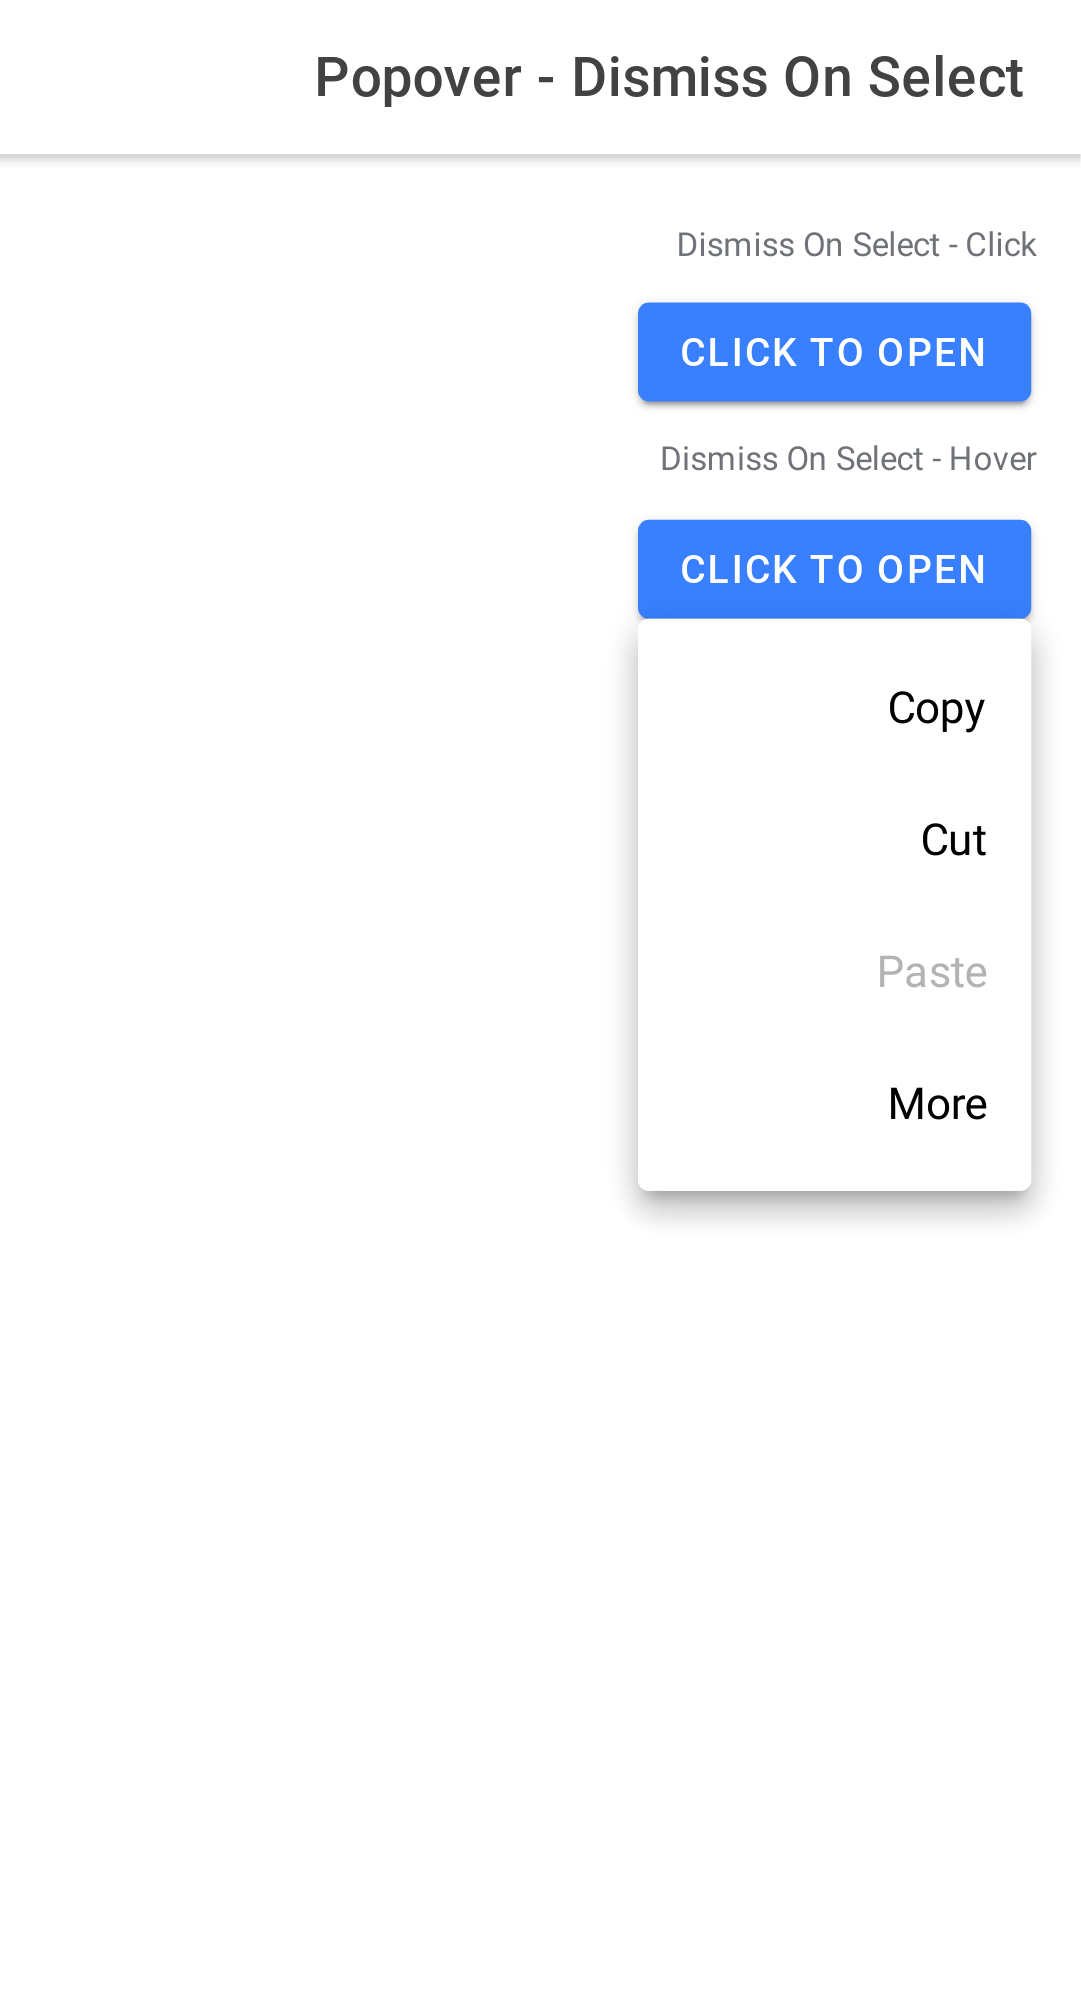 Popover - Dismiss On Select
Dismiss On Select - Click
CLICK TO OPEN
Dismiss On Select - Hover
CLICK TO OPEN
Copy
Cut
Paste
More